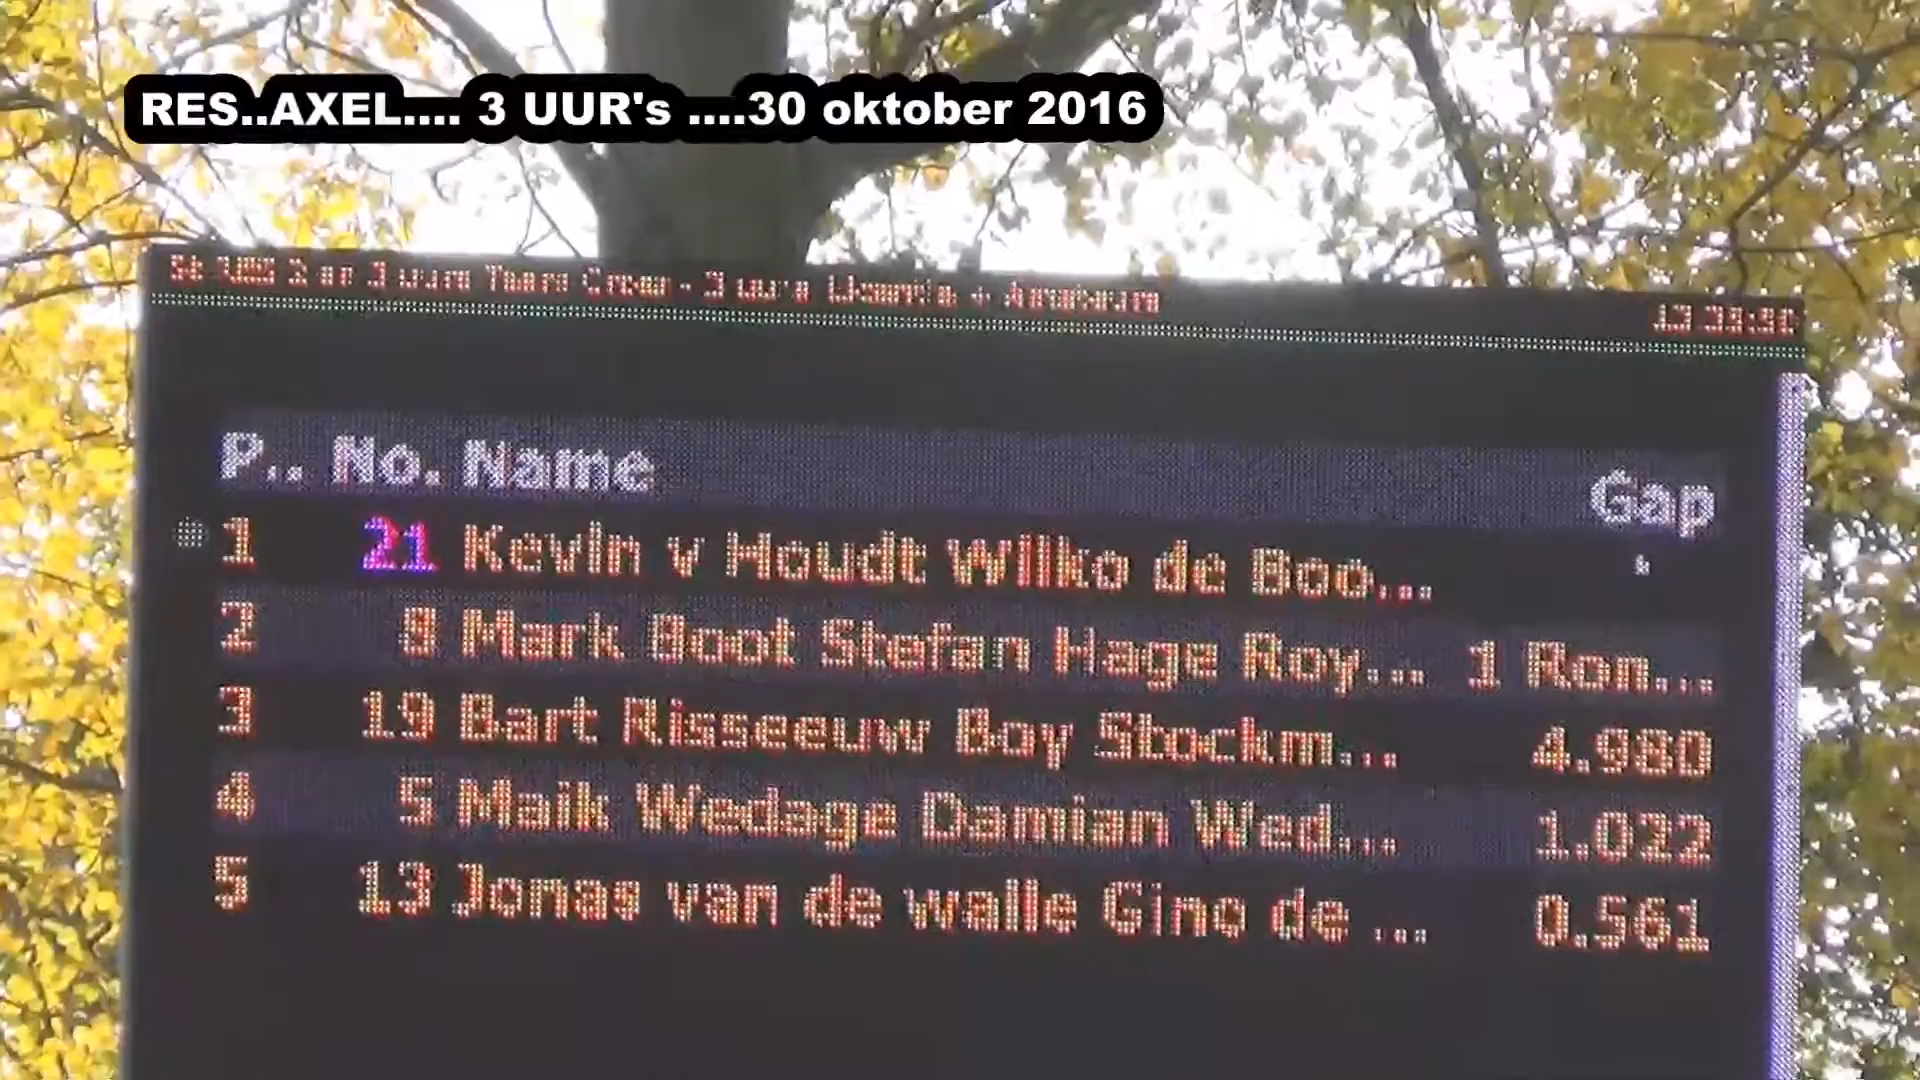 RES..AXEL.... 3 UUR's ....30 oktober 2016
3 uur's
P.. No. Name Gap
1 21 Kevin v Houdt Wilko de Boo...
2 8 Mark Boot Stefan Hage Roy... 1 Ron...
3 19 Bart Risseeuw Boy Stockm... 4.980
4 5 Maik Wedage Damian Wed... 1.022
5 13 Jonas van de walle Gino de ... 0.561